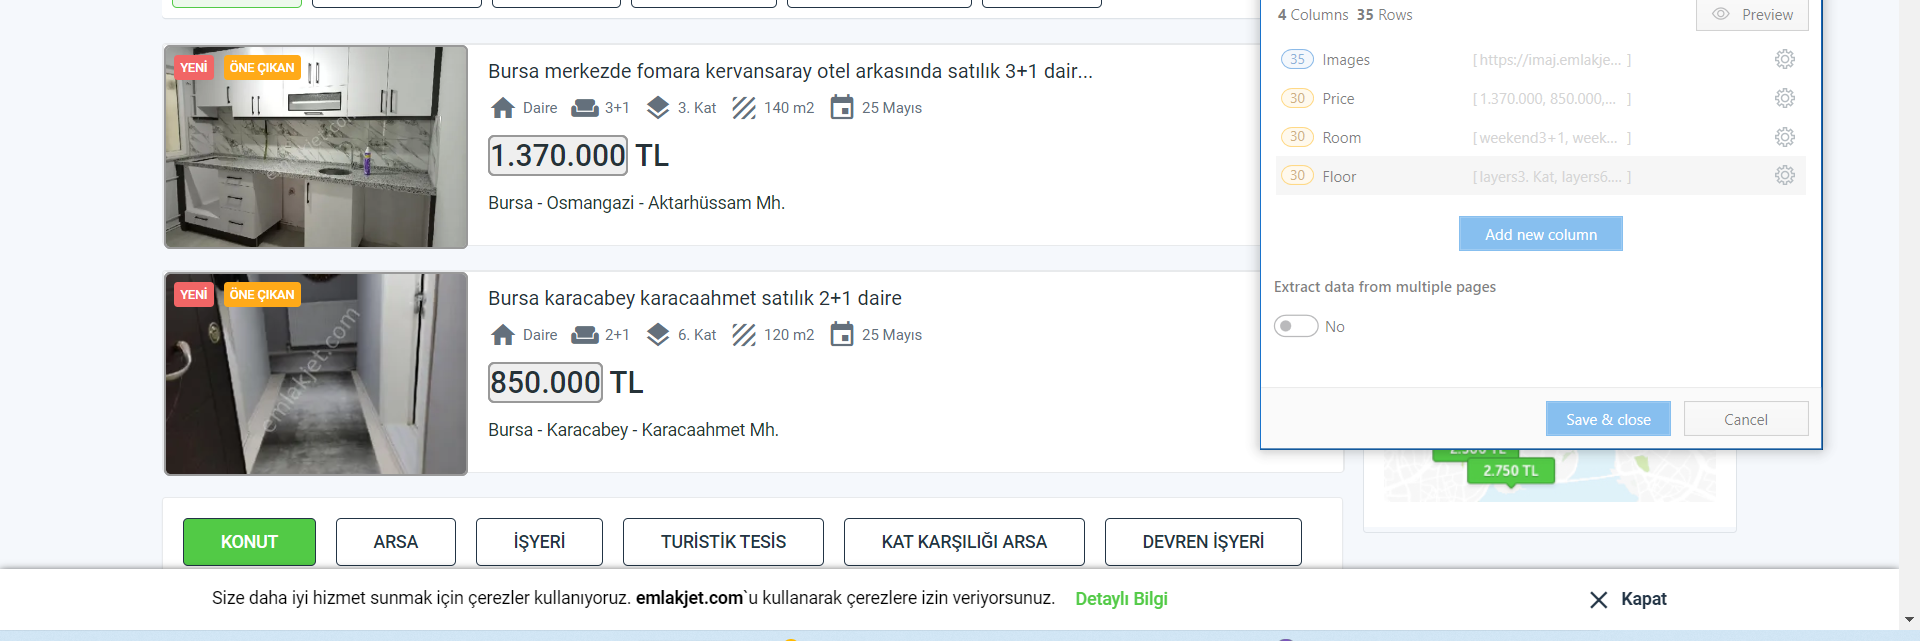 YENİ ÖNE ÇIKAN
Bursa merkezde fomara kervansaray otel arkasında satılık 3+1 dair...
Daire 3+1 3. Kat 140 m2 25 Mayıs
1.370.000 TL
Bursa - Osmangazi - Aktarhüssam Mh.
emlakjet.com
YENİ ÖNE ÇIKAN
Bursa karacabey karacaahmet satılık 2+1 daire
Daire 2+1 6. Kat 120 m2 25 Mayıs
850.000 TL
Bursa - Karacabey - Karacaahmet Mh.
emlakjet.com
4 Columns 35 Rows
Preview
35 Images [ https://imaj.emlakje... ]
30 Price [ 1.370.000, 850.000,... ]
30 Room [ weekend3+1, week... ]
30 Floor [ layers3. Kat, layers6.... ]
Add new column
Extract data from multiple pages
No
Save & close Cancel
2.750 TL
KONUT ARSA İŞYERİ TURİSTİK TESİS KAT KARŞILIĞI ARSA DEVREN İŞYERİ
Size daha iyi hizmet sunmak için çerezler kullanıyoruz. emlakjet.com`u kullanarak çerezlere izin veriyorsunuz. Detaylı Bilgi
Kapat